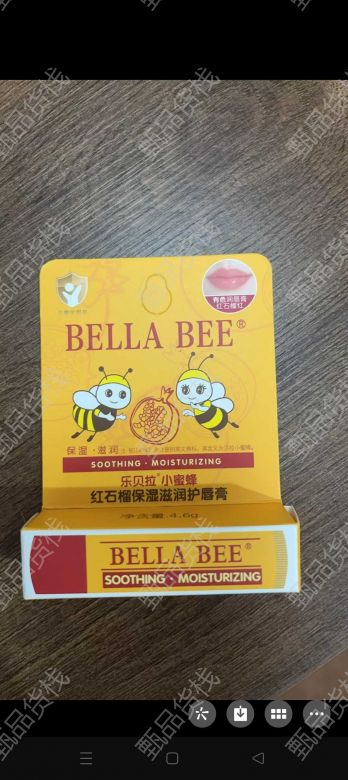 有色润唇膏
红石榴红
BELLA BEE®
保湿·滋润
SOOTHING · MOISTURIZING
乐贝拉®小蜜蜂
红石榴保湿滋润护唇膏
净含量:4.6g
BELLA BEE®
SOOTHING · MOISTURIZING
甄品货栈